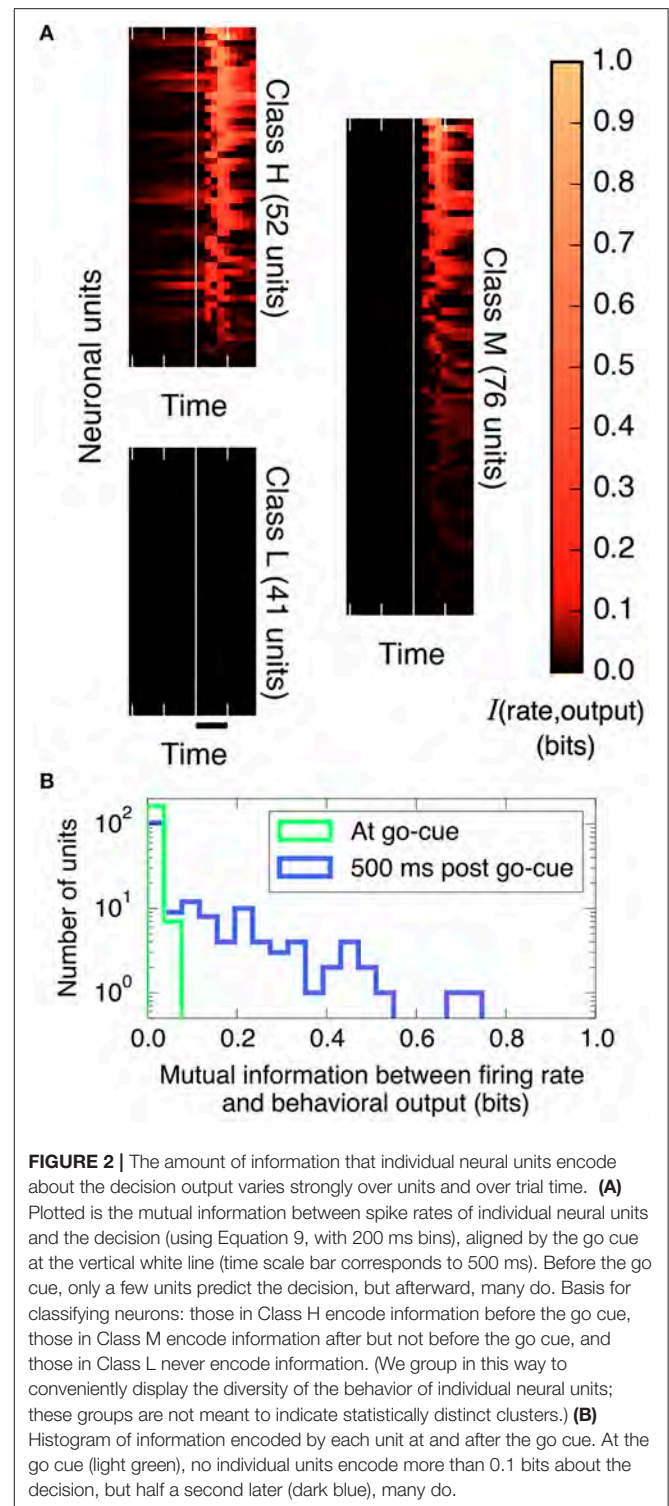 A
Neuronal units
Class H (52 units)
Time
Class L (41 units)
Time
Class M (76 units)
Time
1.0
0.9
0.8
0.7
0.6
0.5
0.4
0.3
0.2
0.1
0.0
I(rate,output)
(bits)
B
Number of units
10²
10¹
10⁰
At go-cue
500 ms post go-cue
0.0 0.2 0.4 0.6 0.8 1.0
Mutual information between firing rate
and behavioral output (bits)
FIGURE 2 | The amount of information that individual neural units encode
about the decision output varies strongly over units and over trial time. (A)
Plotted is the mutual information between spike rates of individual neural units
and the decision (using Equation 9, with 200 ms bins), aligned by the go cue
at the vertical white line (time scale bar corresponds to 500 ms). Before the go
cue, only a few units predict the decision, but afterward, many do. Basis for
classifying neurons: those in Class H encode information before the go cue,
those in Class M encode information after but not before the go cue, and
those in Class L never encode information. (We group in this way to
conveniently display the diversity of the behavior of individual neural units;
these groups are not meant to indicate statistically distinct clusters.) (B)
Histogram of information encoded by each unit at and after the go cue. At the
go cue (light green), no individual units encode more than 0.1 bits about the
decision, but half a second later (dark blue), many do.